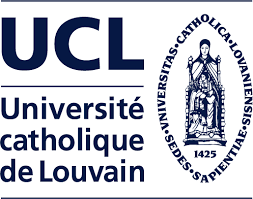 UCL
Université
catholique
de Louvain
UNIVERSITAS•CATHOLICA•LOVANIENSIS•
SEDES•SAPIENTIAE•
1425